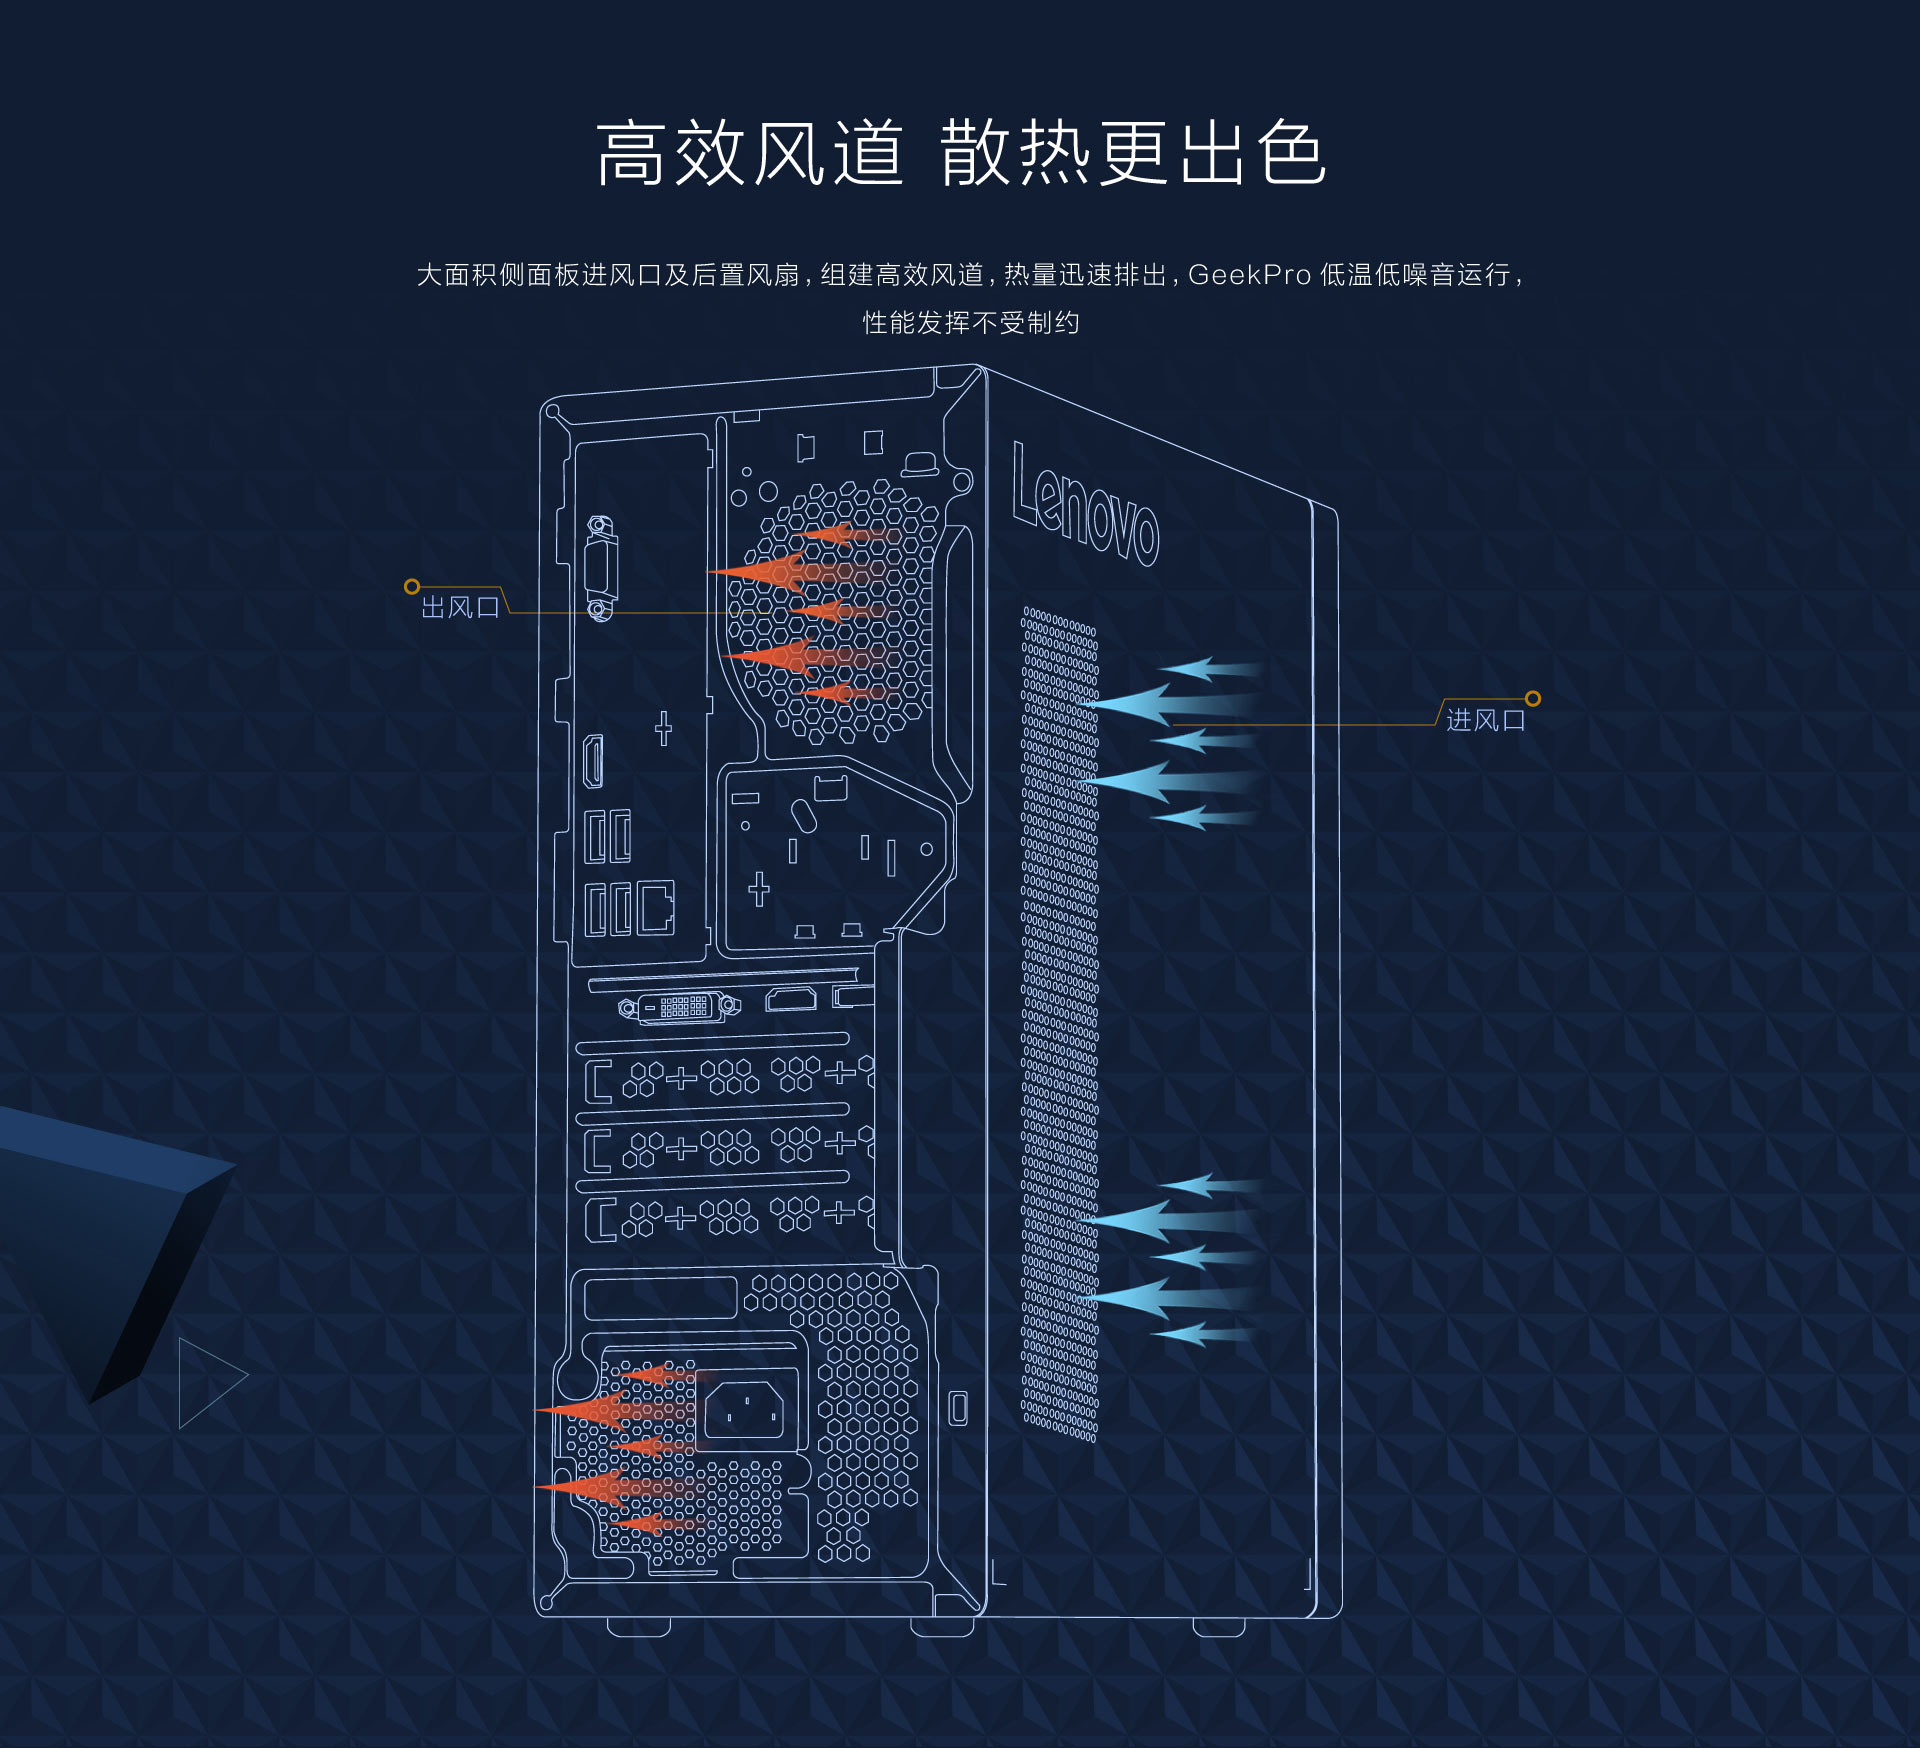 高效风道 散热更出色
大面积侧面板进风口及后置风扇，组建高效风道，热量迅速排出，GeekPro 低温低噪音运行，
性能发挥不受制约
Lenovo
出风口
进风口